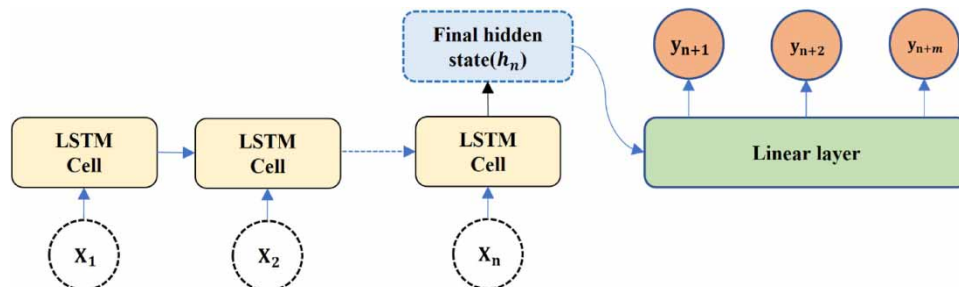 Final hidden
state(hₙ)
yₙ₊₁
yₙ₊₂
yₙ₊ₘ
LSTM
Cell
LSTM
Cell
LSTM
Cell
Linear layer
X₁
X₂
Xₙ